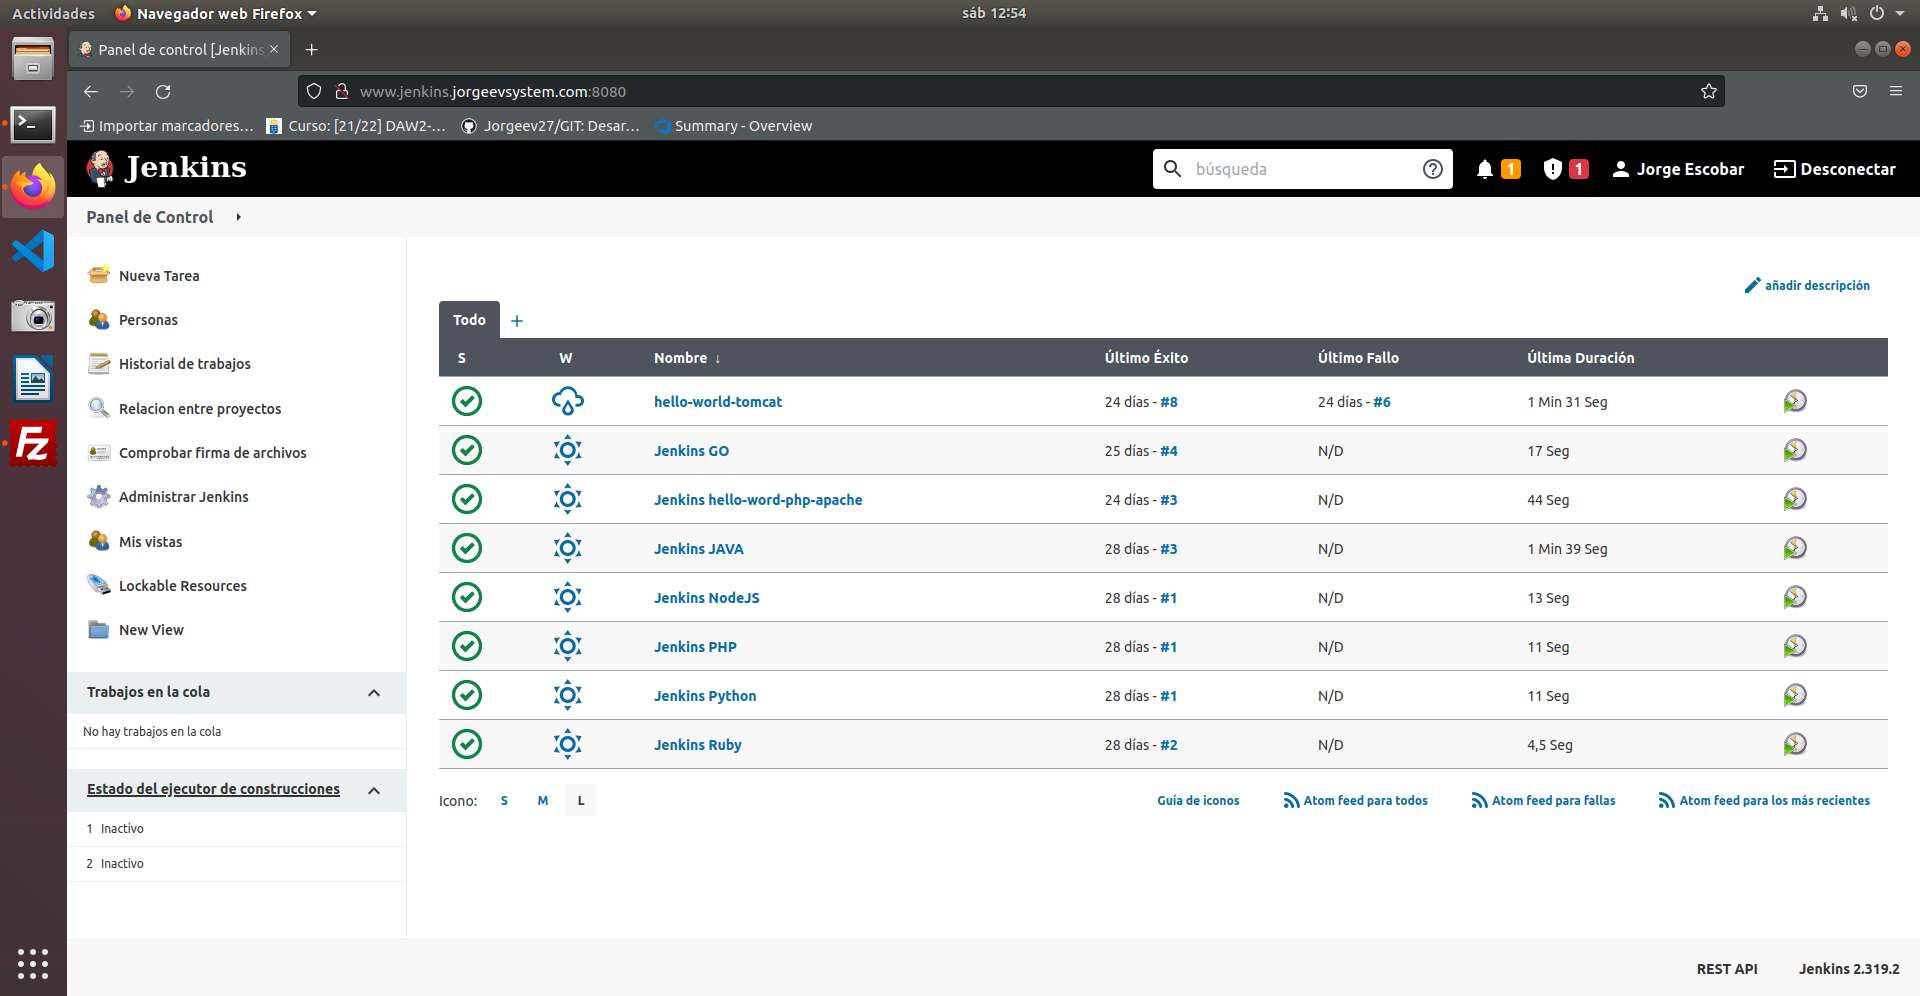 Actividades Navegador web Firefox sáb 12:54
Panel de control [Jenkins
www.jenkins.jorgeevsystem.com:8080
Importar marcadores… Curso: [21/22] DAW2-… Jorgeev27/GIT: Desar… Summary - Overview
Jenkins búsqueda 1 1 Jorge Escobar Desconectar
Panel de Control
Nueva Tarea
Personas
Historial de trabajos
Relacion entre proyectos
Comprobar firma de archivos
Administrar Jenkins
Mis vistas
Lockable Resources
New View
Trabajos en la cola
No hay trabajos en la cola
Estado del ejecutor de construcciones
1 Inactivo
2 Inactivo
añadir descripción
Todo +
S W Nombre ↓ Último Éxito Último Fallo Última Duración
hello-world-tomcat 24 días - #8 24 días - #6 1 Min 31 Seg
Jenkins GO 25 días - #4 N/D 17 Seg
Jenkins hello-word-php-apache 24 días - #3 N/D 44 Seg
Jenkins JAVA 28 días - #3 N/D 1 Min 39 Seg
Jenkins NodeJS 28 días - #1 N/D 13 Seg
Jenkins PHP 28 días - #1 N/D 11 Seg
Jenkins Python 28 días - #1 N/D 11 Seg
Jenkins Ruby 28 días - #2 N/D 4,5 Seg
Icono: S M L Guía de iconos Atom feed para todos Atom feed para fallas Atom feed para los más recientes
REST API Jenkins 2.319.2